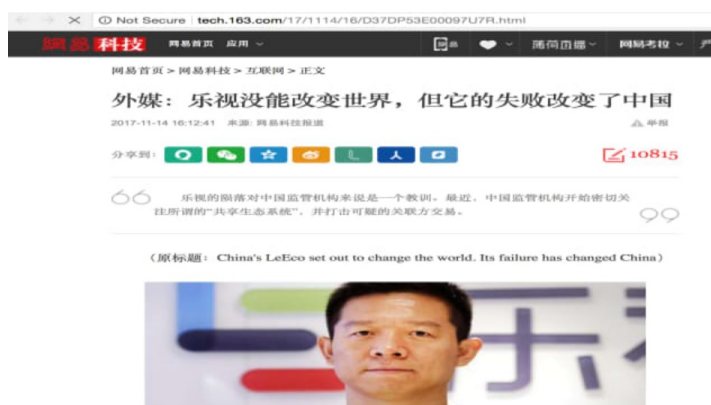 Not Secure tech.163.com/17/1114/16/D37DP53E00097U7R.html
網易科技 网易首页 应用 网易考拉
网易首页 > 网易科技 > 互联网 > 正文
外媒：乐视没能改变世界，但它的失败改变了中国
2017-11-14 16:12:41 来源: 网易科技报道 举报
分享到: 10815
乐视的陨落对中国监管机构来说是一个教训。最近，中国监管机构开始密切关
注所谓的“共享生态系统”，并打击可疑的关联方交易。
（原标题：China's LeEco set out to change the world. Its failure has changed China）